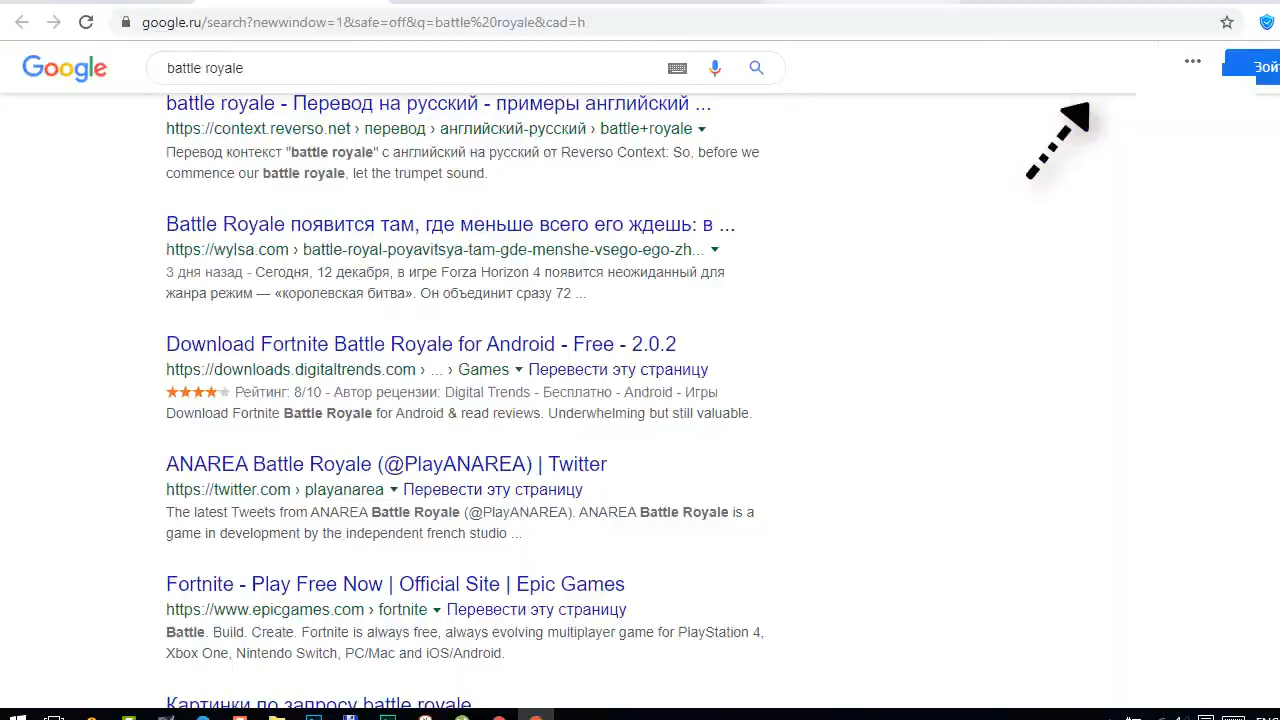 google.ru/search?newwindow=1&safe=off&q=battle%20royale&cad=h
Google
battle royale
Войт
battle royale - Перевод на русский - примеры английский ...
https://context.reverso.net › перевод › английский-русский › battle+royale
Перевод контекст "battle royale" c английский на русский от Reverso Context: So, before we
commence our battle royale, let the trumpet sound.
Battle Royale появится там, где меньше всего его ждешь: в ...
https://wylsa.com › battle-royal-poyavitsya-tam-gde-menshe-vsego-ego-zh...
3 дня назад - Сегодня, 12 декабря, в игре Forza Horizon 4 появится неожиданный для
жанра режим — «королевская битва». Он объединит сразу 72 ...
Download Fortnite Battle Royale for Android - Free - 2.0.2
https://downloads.digitaltrends.com › ... › Games Перевести эту страницу
Рейтинг: 8/10 - Автор рецензии: Digital Trends - Бесплатно - Android - Игры
Download Fortnite Battle Royale for Android & read reviews. Underwhelming but still valuable.
ANAREA Battle Royale (@PlayANAREA) | Twitter
https://twitter.com › playanarea Перевести эту страницу
The latest Tweets from ANAREA Battle Royale (@PlayANAREA). ANAREA Battle Royale is a
game in development by the independent french studio ...
Fortnite - Play Free Now | Official Site | Epic Games
https://www.epicgames.com › fortnite Перевести эту страницу
Battle. Build. Create. Fortnite is always free, always evolving multiplayer game for PlayStation 4,
Xbox One, Nintendo Switch, PC/Mac and iOS/Android.
Картинки по запросу battle royale